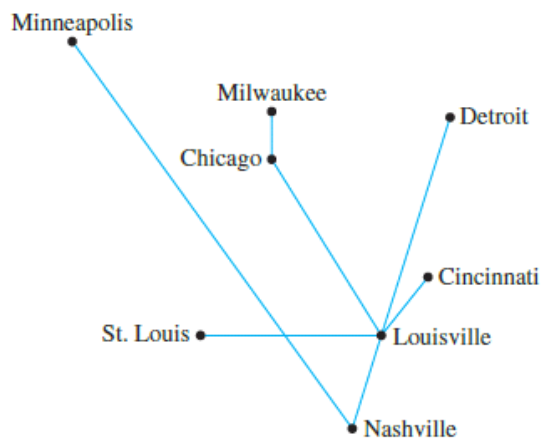 Minneapolis
Milwaukee
Detroit
Chicago
Cincinnati
St. Louis
Louisville
Nashville